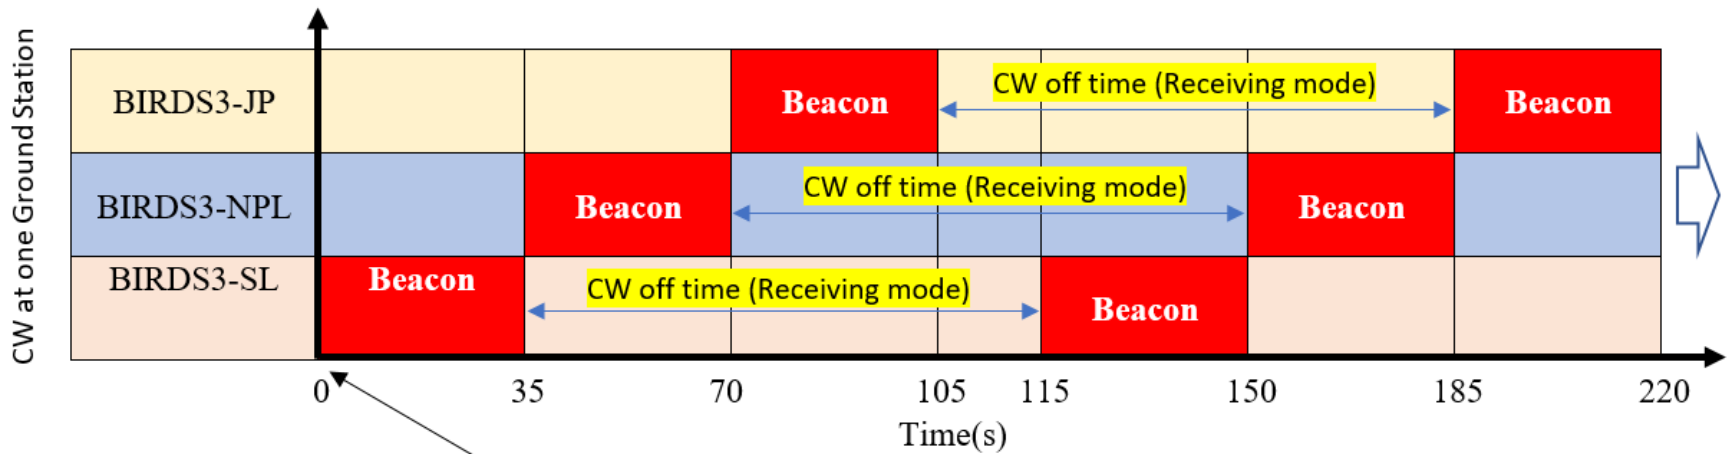 CW at one Ground Station
BIRDS3-JP
Beacon
CW off time (Receiving mode)
Beacon
BIRDS3-NPL
Beacon
CW off time (Receiving mode)
Beacon
BIRDS3-SL
Beacon
CW off time (Receiving mode)
Beacon
0 35 70 105 115 150 185 220
Time(s)